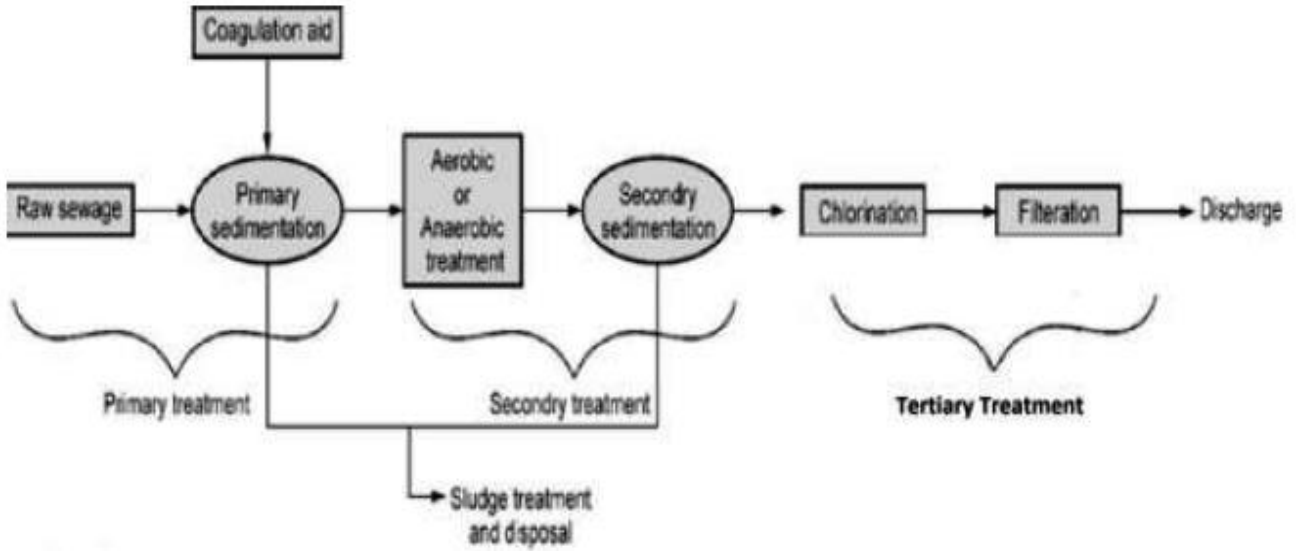 Coagulation aid
Raw sewage
Primary
sedimentation
Aerobic
or
Anaerobic
treatment
Secondry
sedimentation
Chlorination
Filteration
Discharge
Primary treatment
Secondry treatment
Tertiary Treatment
Sludge treatment
and disposal